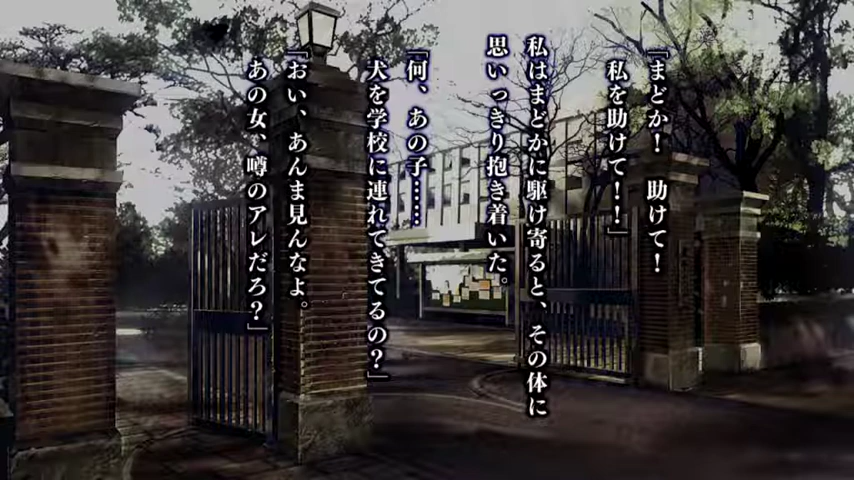 「まどか！　助けて！
私を助けて！！」
私はまどかに駆け寄ると、その体に
思いっきり抱き着いた。
「何、あの子……
犬を学校に連れてきてるの？」
「おい、あんま見んなよ。
あの女、噂のアレだろ？」